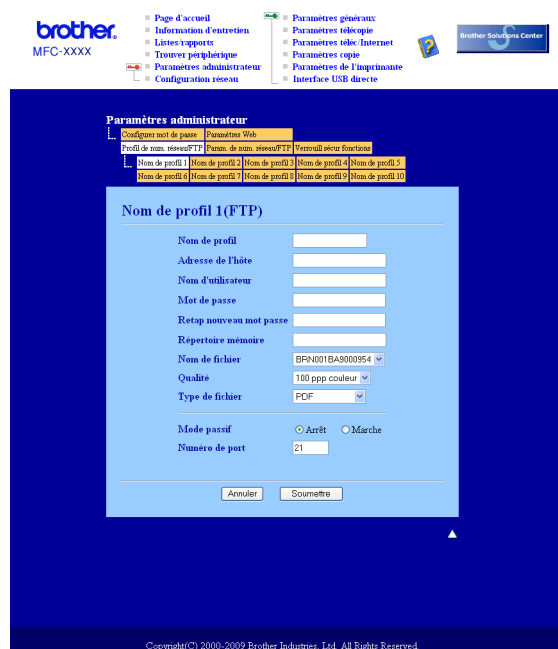 brother.
MFC-XXXX
Page d'accueil
Information d'entretien
Listes/rapports
Trouver périphérique
Paramètres administrateur
Configuration réseau
Paramètres généraux
Paramètres télécopie
Paramètres téléc/Internet
Paramètres copie
Paramètres de l'imprimante
Interface USB directe
Brother Solutions Center
Paramètres administrateur
Configurer mot de passe Paramètres Web
Profil de num. réseau/FTP Param. de num. réseau/FTP Verrouill sécur fonctions
Nom de profil 1 Nom de profil 2 Nom de profil 3 Nom de profil 4 Nom de profil 5
Nom de profil 6 Nom de profil 7 Nom de profil 8 Nom de profil 9 Nom de profil 10
Nom de profil 1(FTP)
Nom de profil
Adresse de l'hôte
Nom d'utilisateur
Mot de passe
Retap nouveau mot passe
Répertoire mémoire
Nom de fichier BRN001BA9000954
Qualité 100 ppp couleur
Type de fichier PDF
Mode passif Arrêt Marche
Numéro de port 21
Annuler Soumettre
Copyright(C) 2000-2009 Brother Industries, Ltd. All Rights Reserved.